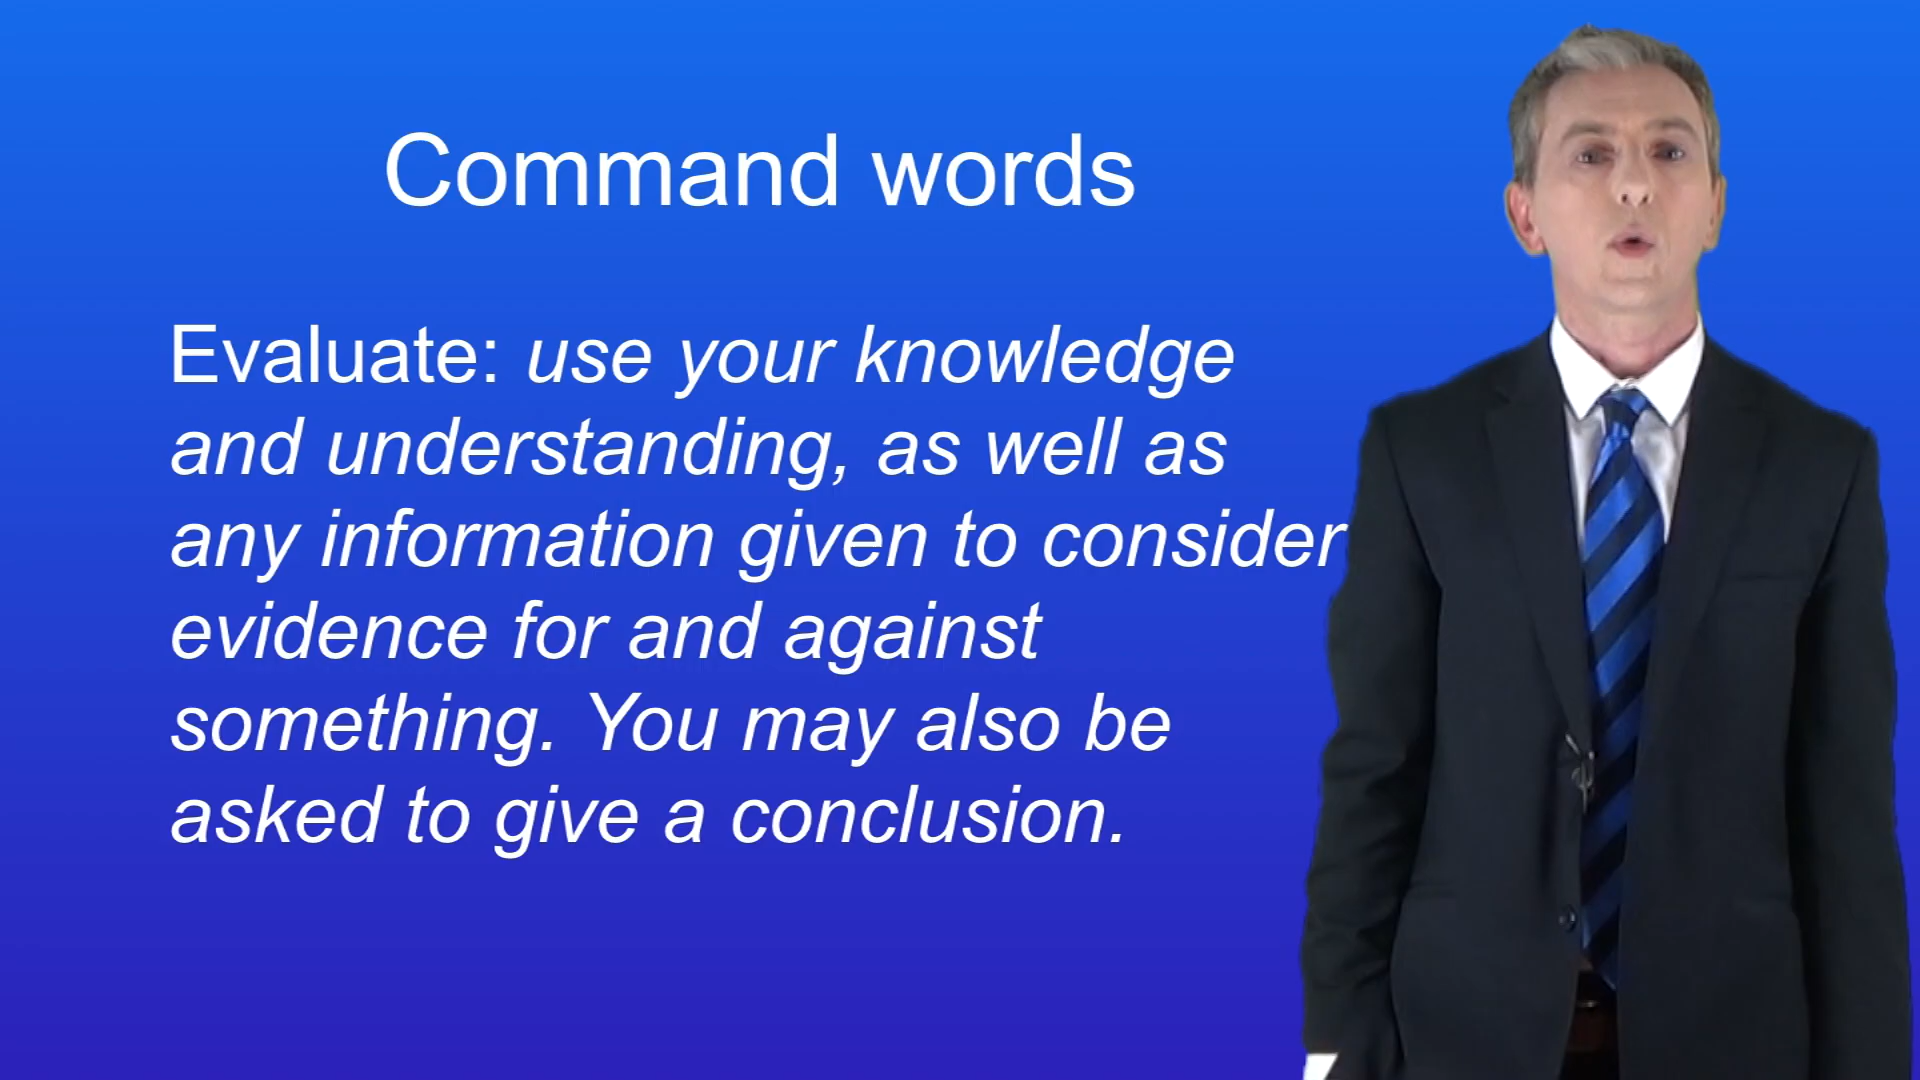 Command words
Evaluate: use your knowledge
and understanding, as well as
any information given to consider
evidence for and against
something. You may also be
asked to give a conclusion.